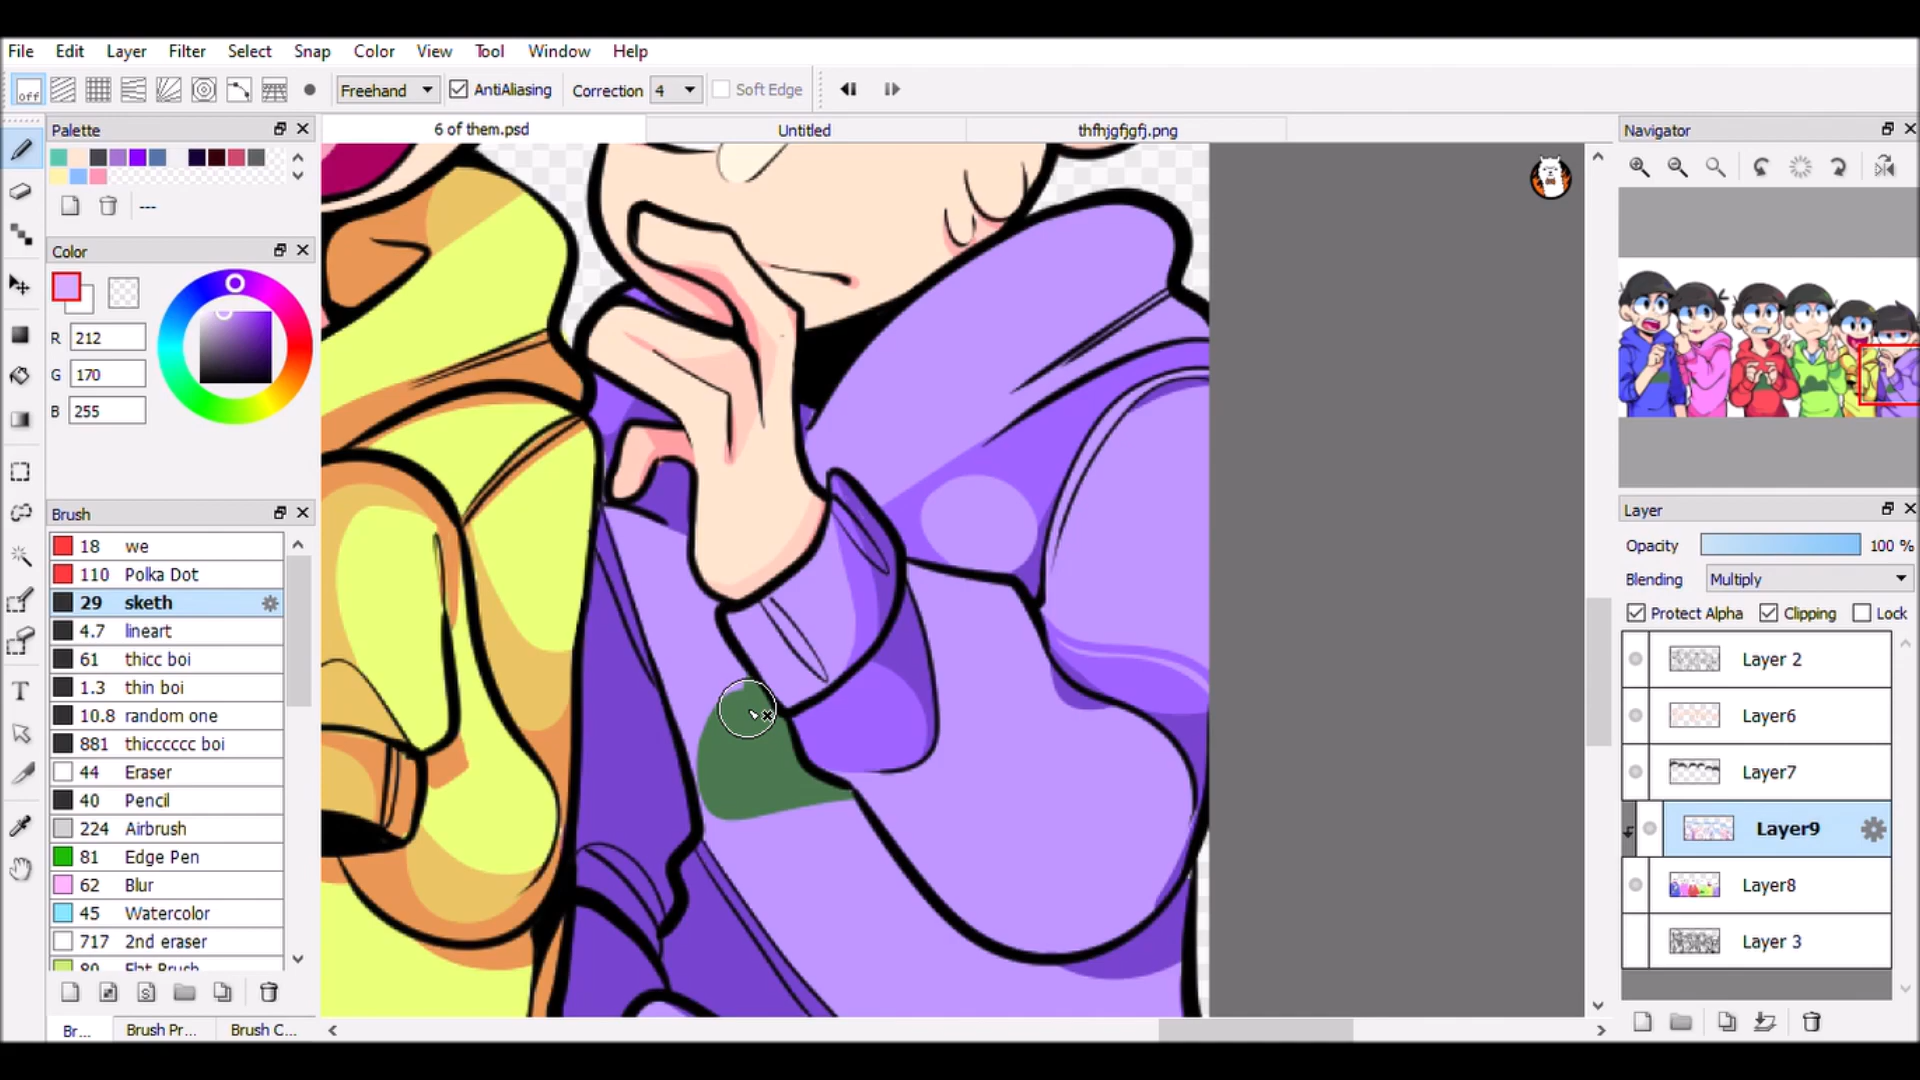 File Edit Layer Filter Select Snap Color View Tool Window Help
off Freehand AntiAliasing Correction 4 Soft Edge
Palette
6 of them.psd Untitled thfhjgfjgfj.png
Navigator
---
Color
R 212
G 170
B 255
Brush
18 we
110 Polka Dot
29 sketh
4.7 lineart
61 thicc boi
1.3 thin boi
10.8 random one
881 thicccccc boi
44 Eraser
40 Pencil
224 Airbrush
81 Edge Pen
62 Blur
45 Watercolor
717 2nd eraser
80 Flat Brush
Br... Brush Pr... Brush C...
Layer
Opacity 100 %
Blending Multiply
Protect Alpha Clipping Lock
Layer 2
Layer6
Layer7
Layer9
Layer8
Layer 3